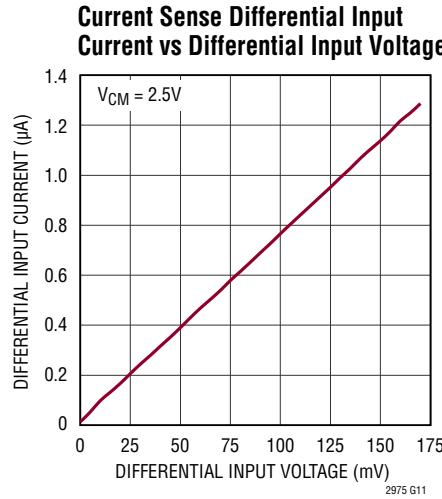 Current Sense Differential Input
Current vs Differential Input Voltage
1.4
1.2
1.0
0.8
0.6
0.4
0.2
0
DIFFERENTIAL INPUT CURRENT (µA)
VCM = 2.5V
0 25 50 75 100 125 150 175
DIFFERENTIAL INPUT VOLTAGE (mV)
2975 G11